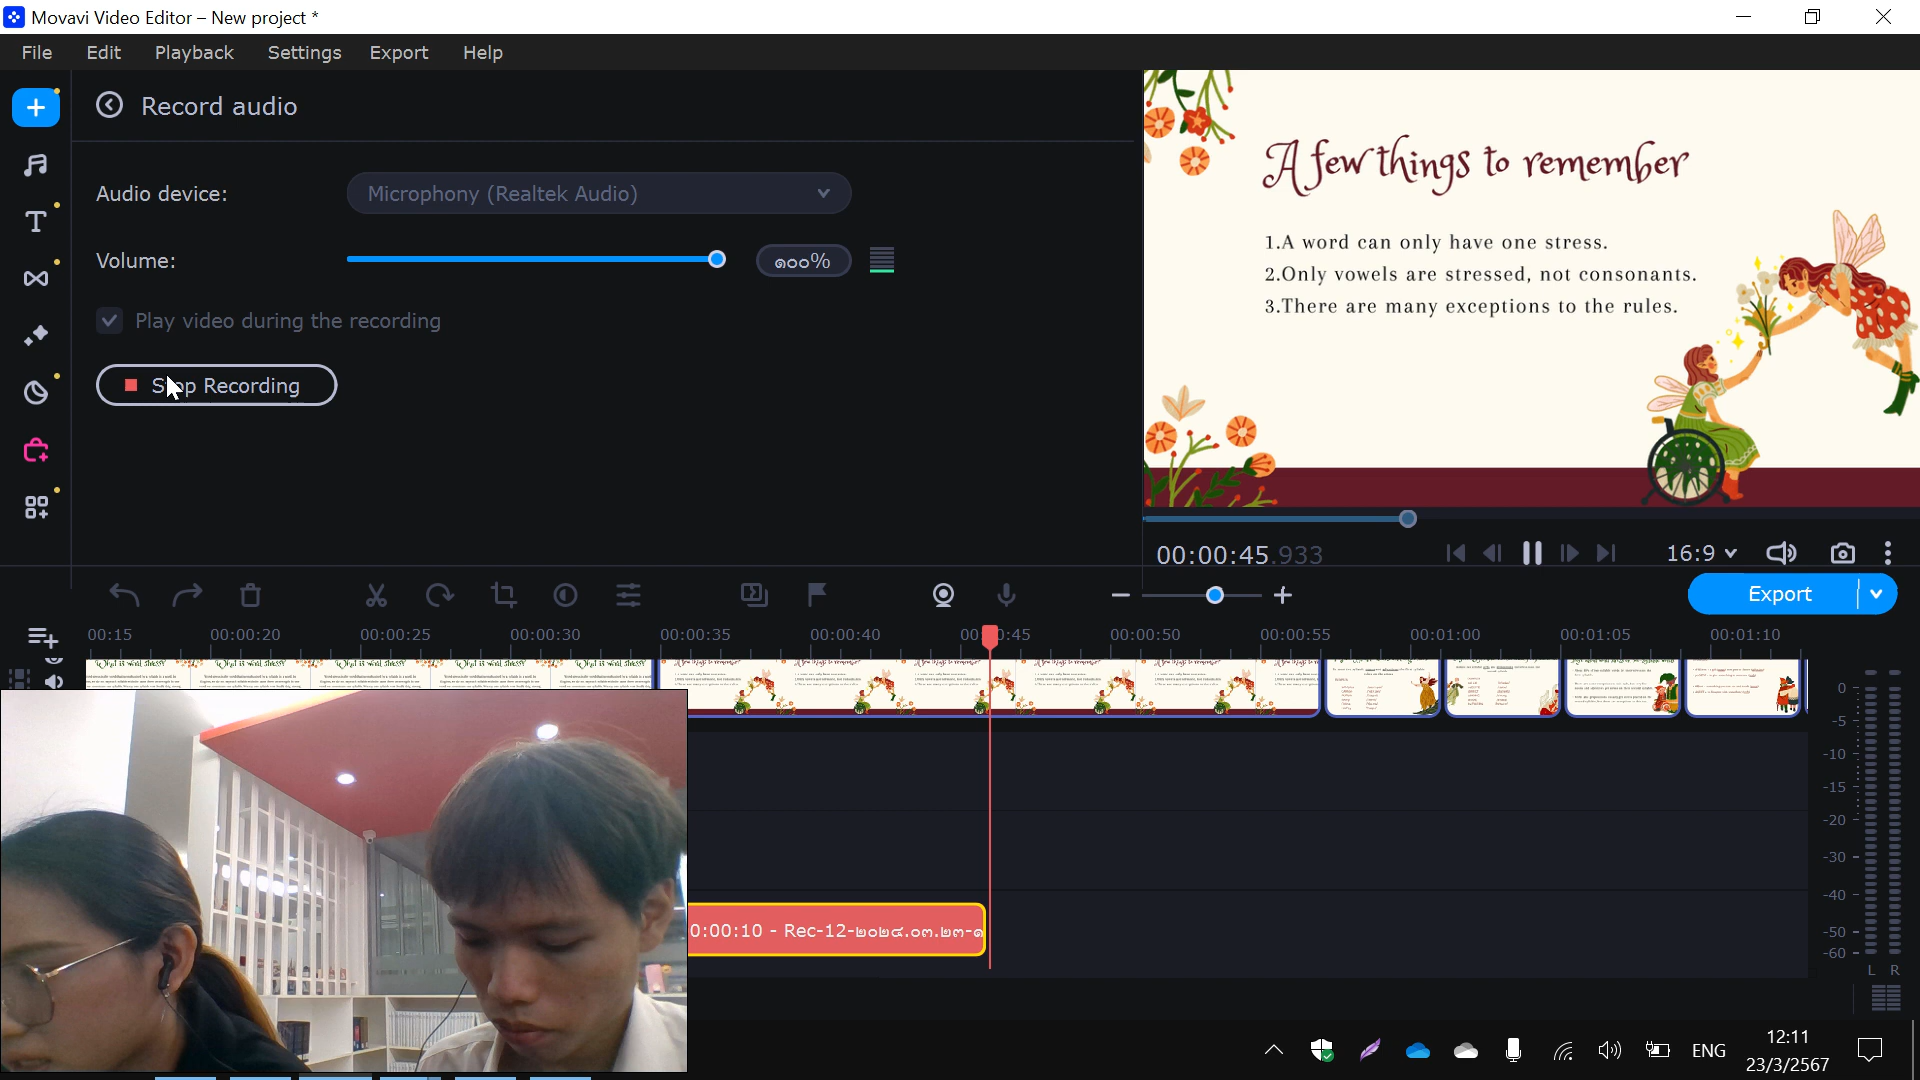 Movavi Video Editor – New project *
File Edit Playback Settings Export Help
Record audio
Audio device: Microphony (Realtek Audio)
Volume: ๑๐๐%
Play video during the recording
Stop Recording
A few things to remember
1.A word can only have one stress.
2.Only vowels are stressed, not consonants.
3.There are many exceptions to the rules.
00:00:45.933
16:9
Export
00:15 00:00:20 00:00:25 00:00:30 00:00:35 00:00:40 00:00:45 00:00:50 00:00:55 00:01:00 00:01:05 00:01:10
0
-5
-10
-15
-20
-30
-40
-50
-60
L R
0:00:10 - Rec-12-๒๐๒๔.๐๓.๒๓-๑
ENG
12:11
23/3/2567